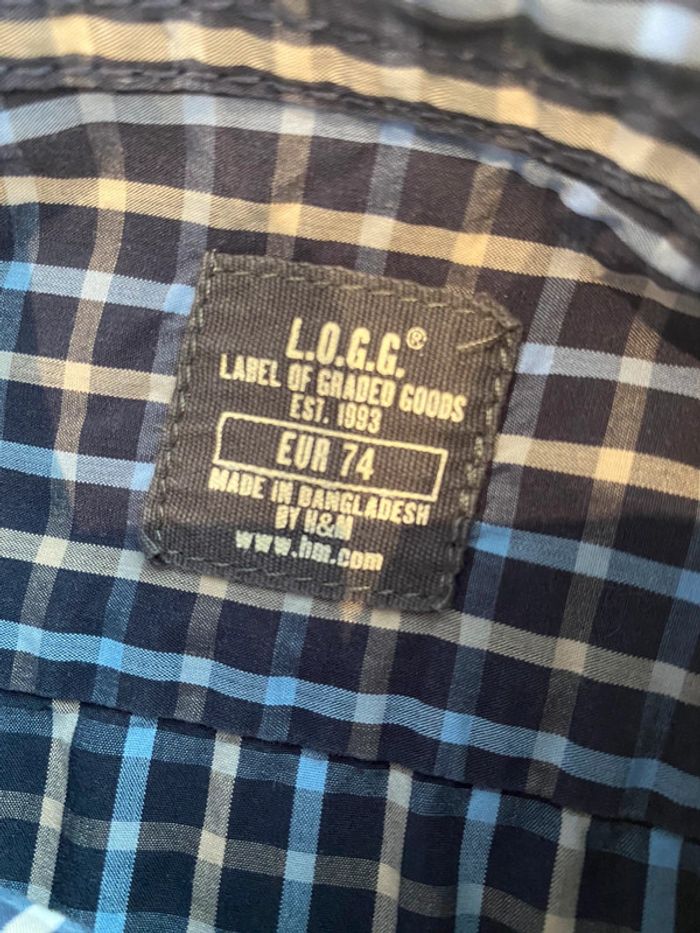 L.O.G.G.®
LABEL OF GRADED GOODS
EST. 1993
EUR 74
MADE IN BANGLADESH
BY H&M
www.hm.com